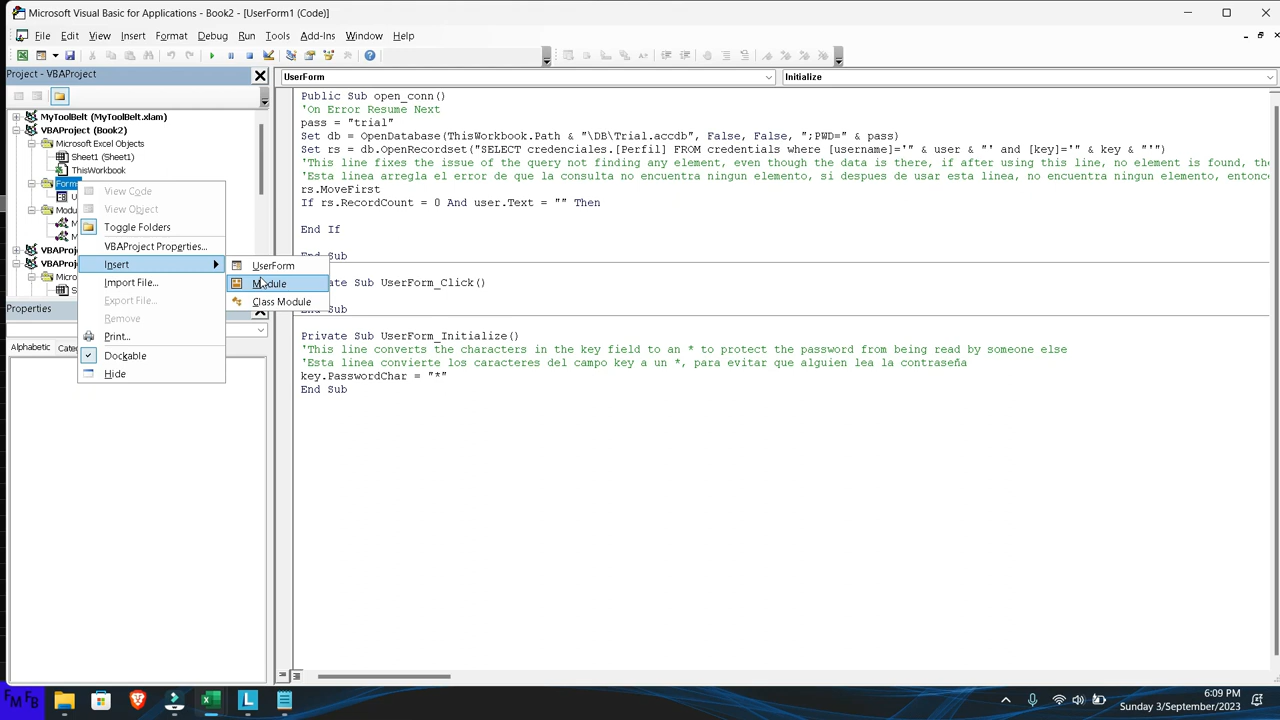 Microsoft Visual Basic for Applications - Book2 - [UserForm1 (Code)]
File Edit View Insert Format Debug Run Tools Add-Ins Window Help
Project - VBAProject
MyToolBelt (MyToolBelt.xlam)
VBAProject (Book2)
Microsoft Excel Objects
Sheet1 (Sheet1)
ThisWorkbook
Forms
U
Modu
M
M
VBAProj
VBAProj
Micros
S
View Code
View Object
Toggle Folders
VBAProject Properties...
Insert
Import File...
Export File...
Remove
Print...
Dockable
Hide
UserForm
Module
Class Module
Properties
Alphabetic Cate
UserForm
Initialize
Public Sub open_conn()
'On Error Resume Next
pass = "trial"
Set db = OpenDatabase(ThisWorkbook.Path & "\DB\Trial.accdb", False, False, ";PWD=" & pass)
Set rs = db.OpenRecordset("SELECT credenciales.[Perfil] FROM credentials where [username]='" & user & "' and [key]='" & key & "'")
'This line fixes the issue of the query not finding any element, even though the data is there, if after using this line, no element is found, the
'Esta linea arregla el error de que la consulta no encuentra ningun elemento, si despues de usar esta linea, no encuentra ningun elemento, entonc
rs.MoveFirst
If rs.RecordCount = 0 And user.Text = "" Then
End If
End Sub
ate Sub UserForm_Click()
End Sub
Private Sub UserForm_Initialize()
'This line converts the characters in the key field to an * to protect the password from being read by someone else
'Esta linea convierte los caracteres del campo key a un *, para evitar que alguien lea la contraseña
key.PasswordChar = "*"
End Sub
FM FB
L
6:09 PM
Sunday 3/September/2023